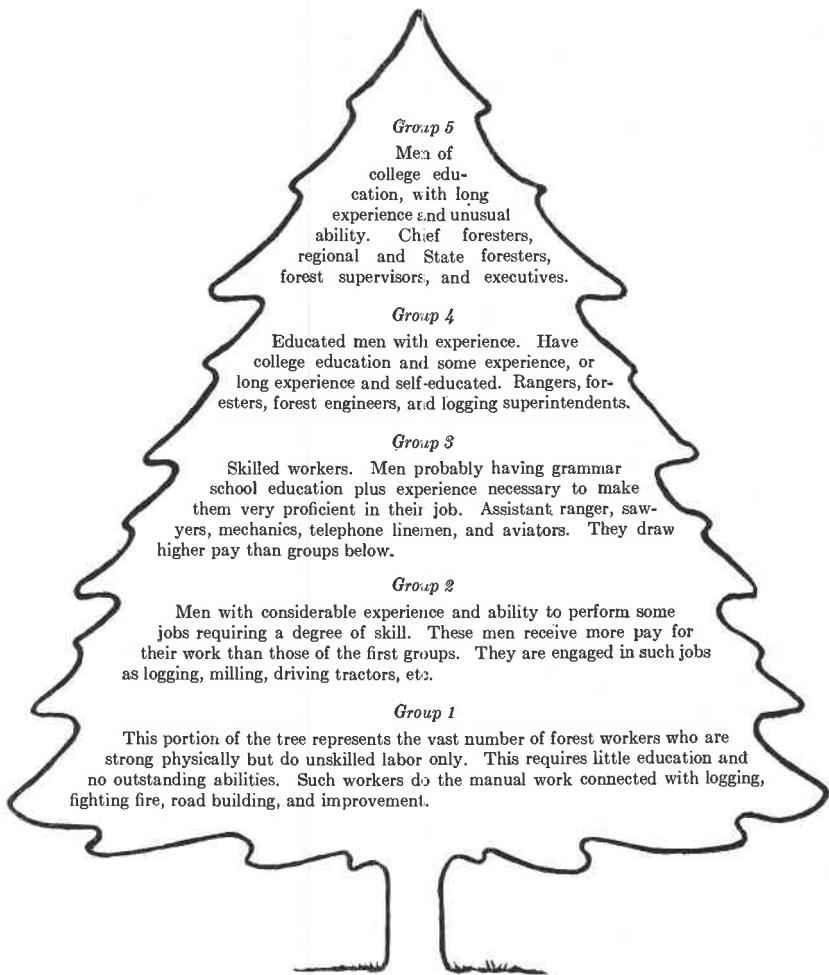 Group 5
Men of
college edu-
cation, with long
experience and unusual
ability. Chief foresters,
regional and State foresters,
forest supervisors, and executives.
Group 4
Educated men with experience. Have
college education and some experience, or
long experience and self-educated. Rangers, for-
esters, forest engineers, and logging superintendents.
Group 3
Skilled workers. Men probably having grammar
school education plus experience necessary to make
them very proficient in their job. Assistant ranger, saw-
yers, mechanics, telephone linemen, and aviators. They draw
higher pay than groups below.
Group 2
Men with considerable experience and ability to perform some
jobs requiring a degree of skill. These men receive more pay for
their work than those of the first groups. They are engaged in such jobs
as logging, milling, driving tractors, etc.
Group 1
This portion of the tree represents the vast number of forest workers who are
strong physically but do unskilled labor only. This requires little education and
no outstanding abilities. Such workers do the manual work connected with logging,
fighting fire, road building, and improvement.